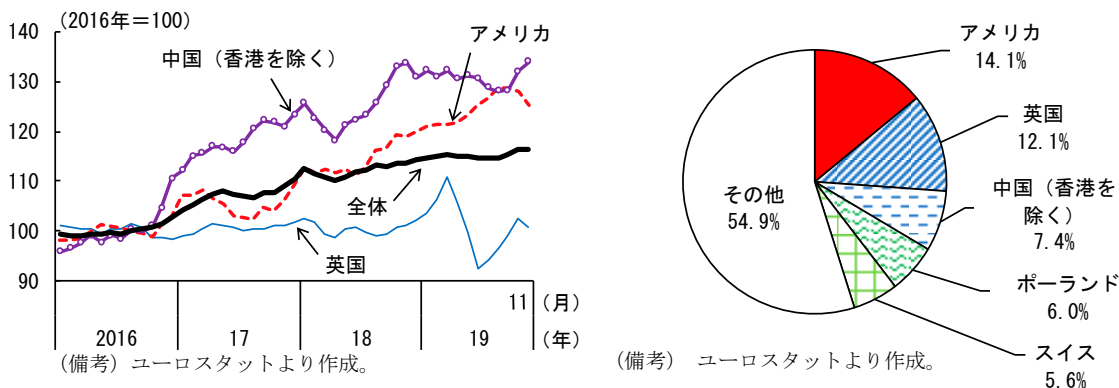 (2016年＝100)
140
130
120
110
100
90
中国（香港を除く）
アメリカ
全体
英国
11（月）
2016
17
18
19
（年）
（備考）ユーロスタットより作成。
アメリカ
14.1%
英国
12.1%
中国（香港を
除く）
7.4%
ポーランド
6.0%
スイス
5.6%
その他
54.9%
（備考）　ユーロスタットより作成。